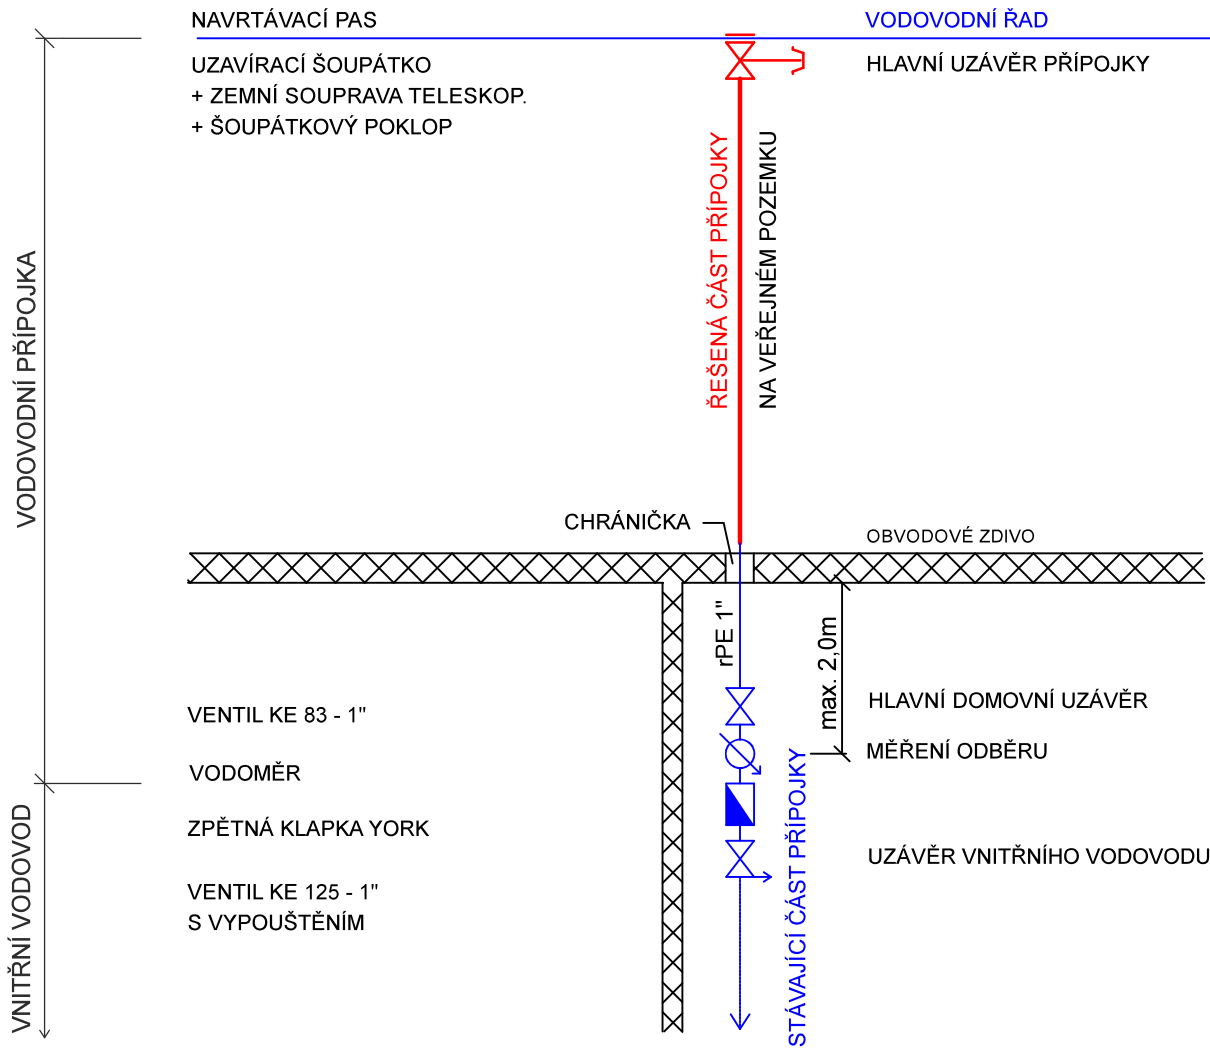 NAVRTÁVACÍ PAS
VODOVODNÍ ŘAD
UZAVÍRACÍ ŠOUPÁTKO
+ ZEMNÍ SOUPRAVA TELESKOP.
+ ŠOUPÁTKOVÝ POKLOP
HLAVNÍ UZÁVĚR PŘÍPOJKY
ŘEŠENÁ ČÁST PŘÍPOJKY
NA VEŘEJNÉM POZEMKU
VODOVODNÍ PŘÍPOJKA
CHRÁNIČKA
OBVODOVÉ ZDIVO
rPE 1"
max. 2,0m
VENTIL KE 83 - 1"
HLAVNÍ DOMOVNÍ UZÁVĚR
VODOMĚR
MĚŘENÍ ODBĚRU
ZPĚTNÁ KLAPKA YORK
UZÁVĚR VNITŘNÍHO VODOVODU
VENTIL KE 125 - 1"
S VYPOUŠTĚNÍM
STÁVAJÍCÍ ČÁST PŘÍPOJKY
VNITŘNÍ VODOVOD